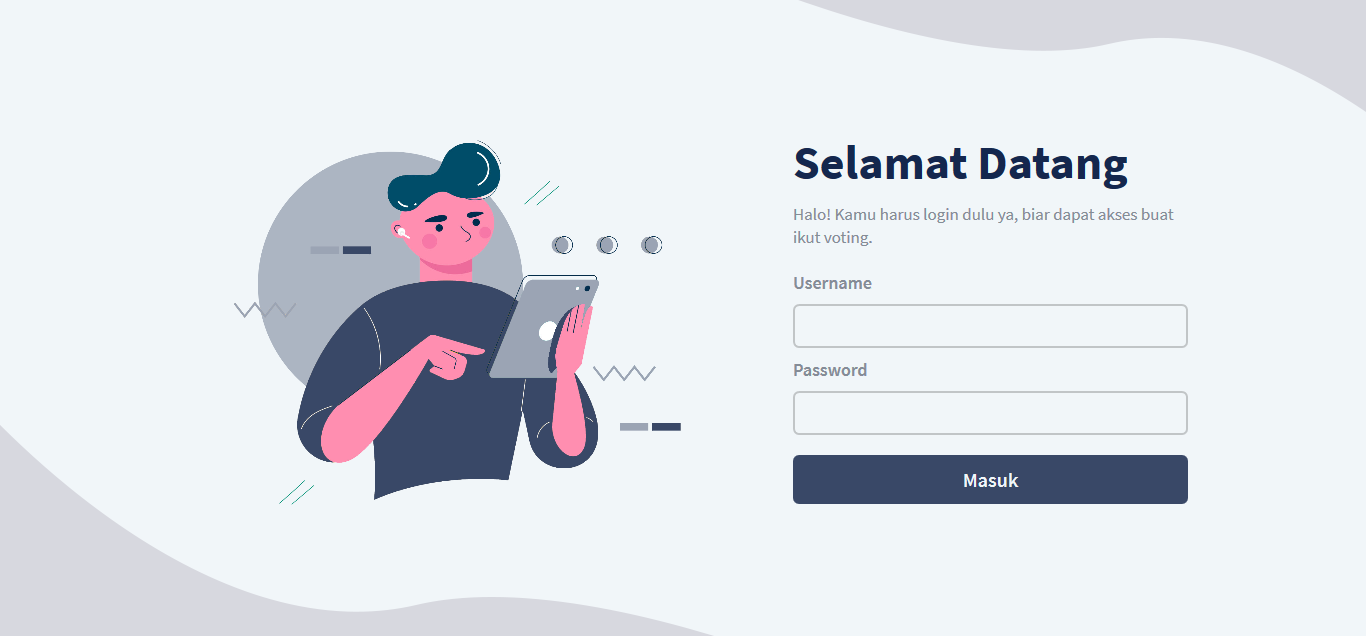 Selamat Datang
Halo! Kamu harus login dulu ya, biar dapat akses buat
ikut voting.
Username
Password
Masuk